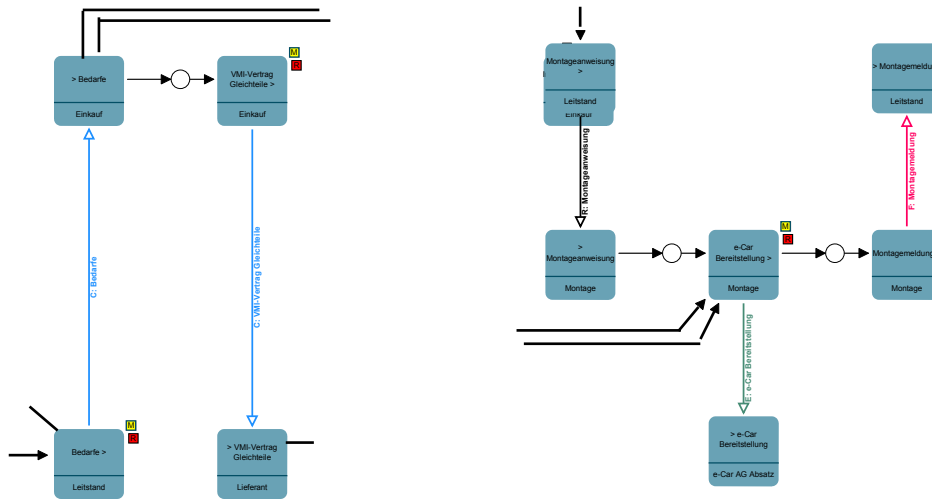 > Bedarfe
Einkauf
M
R
VMI-Vertrag
Gleichteile >
Einkauf
C: Bedarfe
C: VMI-Vertrag Gleichteile
M
R
Bedarfe >
Leitstand
> VMI-Vertrag
Gleichteile
Lieferant
Montageanweisung
>
Leitstand
Einkauf
> Montagemeldu
Leitstand
R: Montageanweisung
F: Montagemeldung
>
Montageanweisung
Montage
M
R
e-Car
Bereitstellung >
Montage
Montagemeldung
Montage
E: e-Car Bereitstellung
> e-Car
Bereitstellung
e-Car AG Absatz